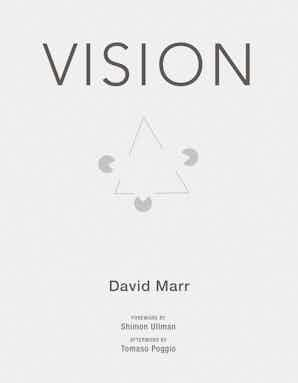 VISION
David Marr
FOREWORD BY
Shimon Ullman
AFTERWORD BY
Tomaso Poggio